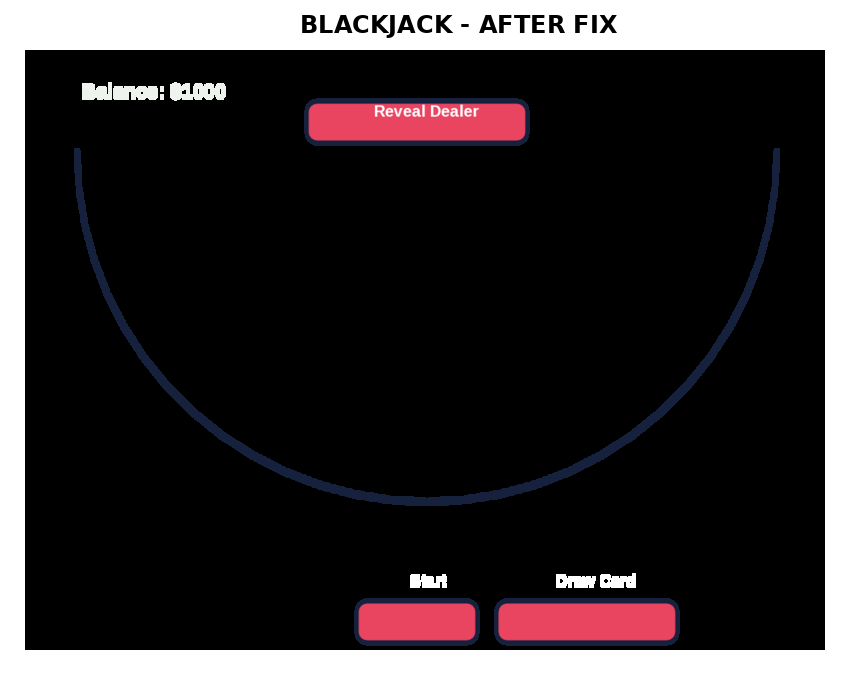 BLACKJACK - AFTER FIX
Balance: $1000
Reveal Dealer
Start
Draw Card